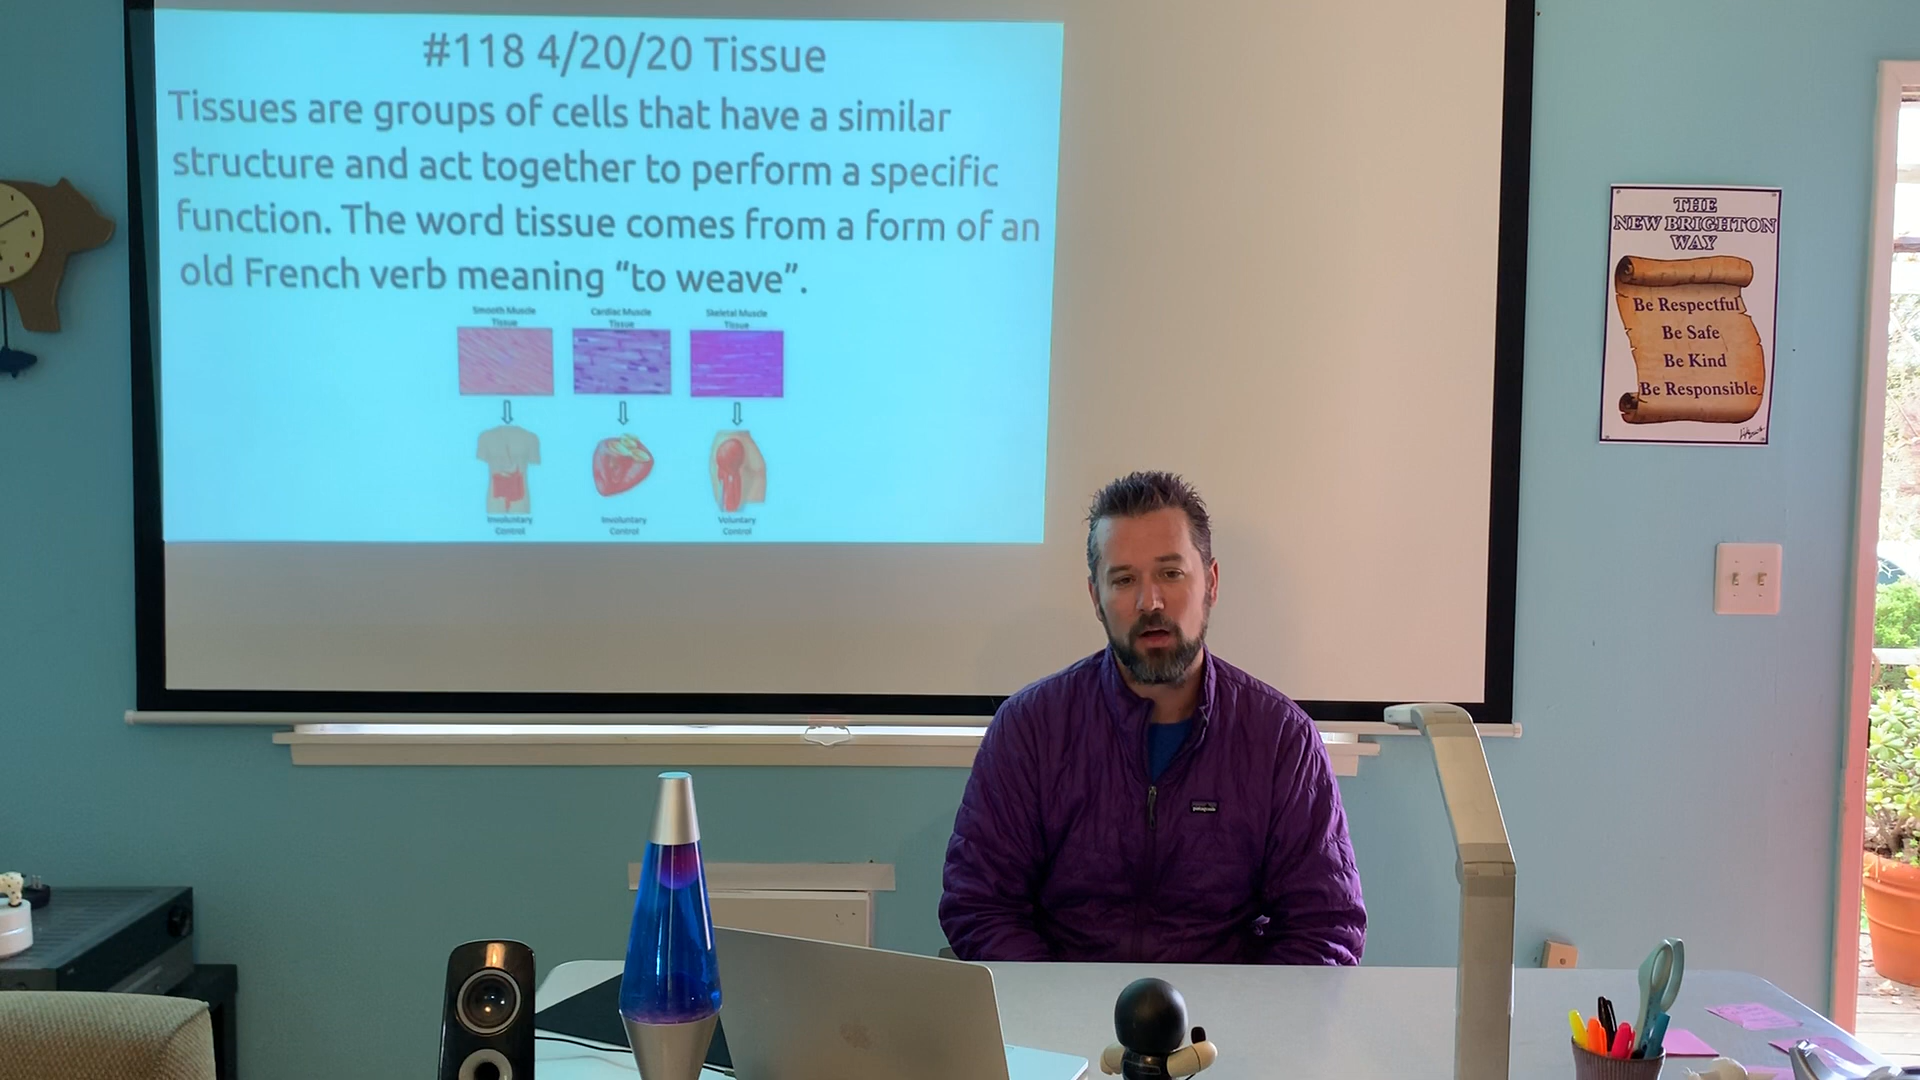 #118 4/20/20 Tissue
Tissues are groups of cells that have a similar
structure and act together to perform a specific
function. The word tissue comes from a form of an
old French verb meaning “to weave”.
Smooth Muscle
Tissue
Cardiac Muscle
Tissue
Skeletal Muscle
Tissue
Involuntary
Control
Involuntary
Control
Voluntary
Control
THE
NEW BRIGHTON
WAY
Be Respectful
Be Safe
Be Kind
Be Responsible
patagonia